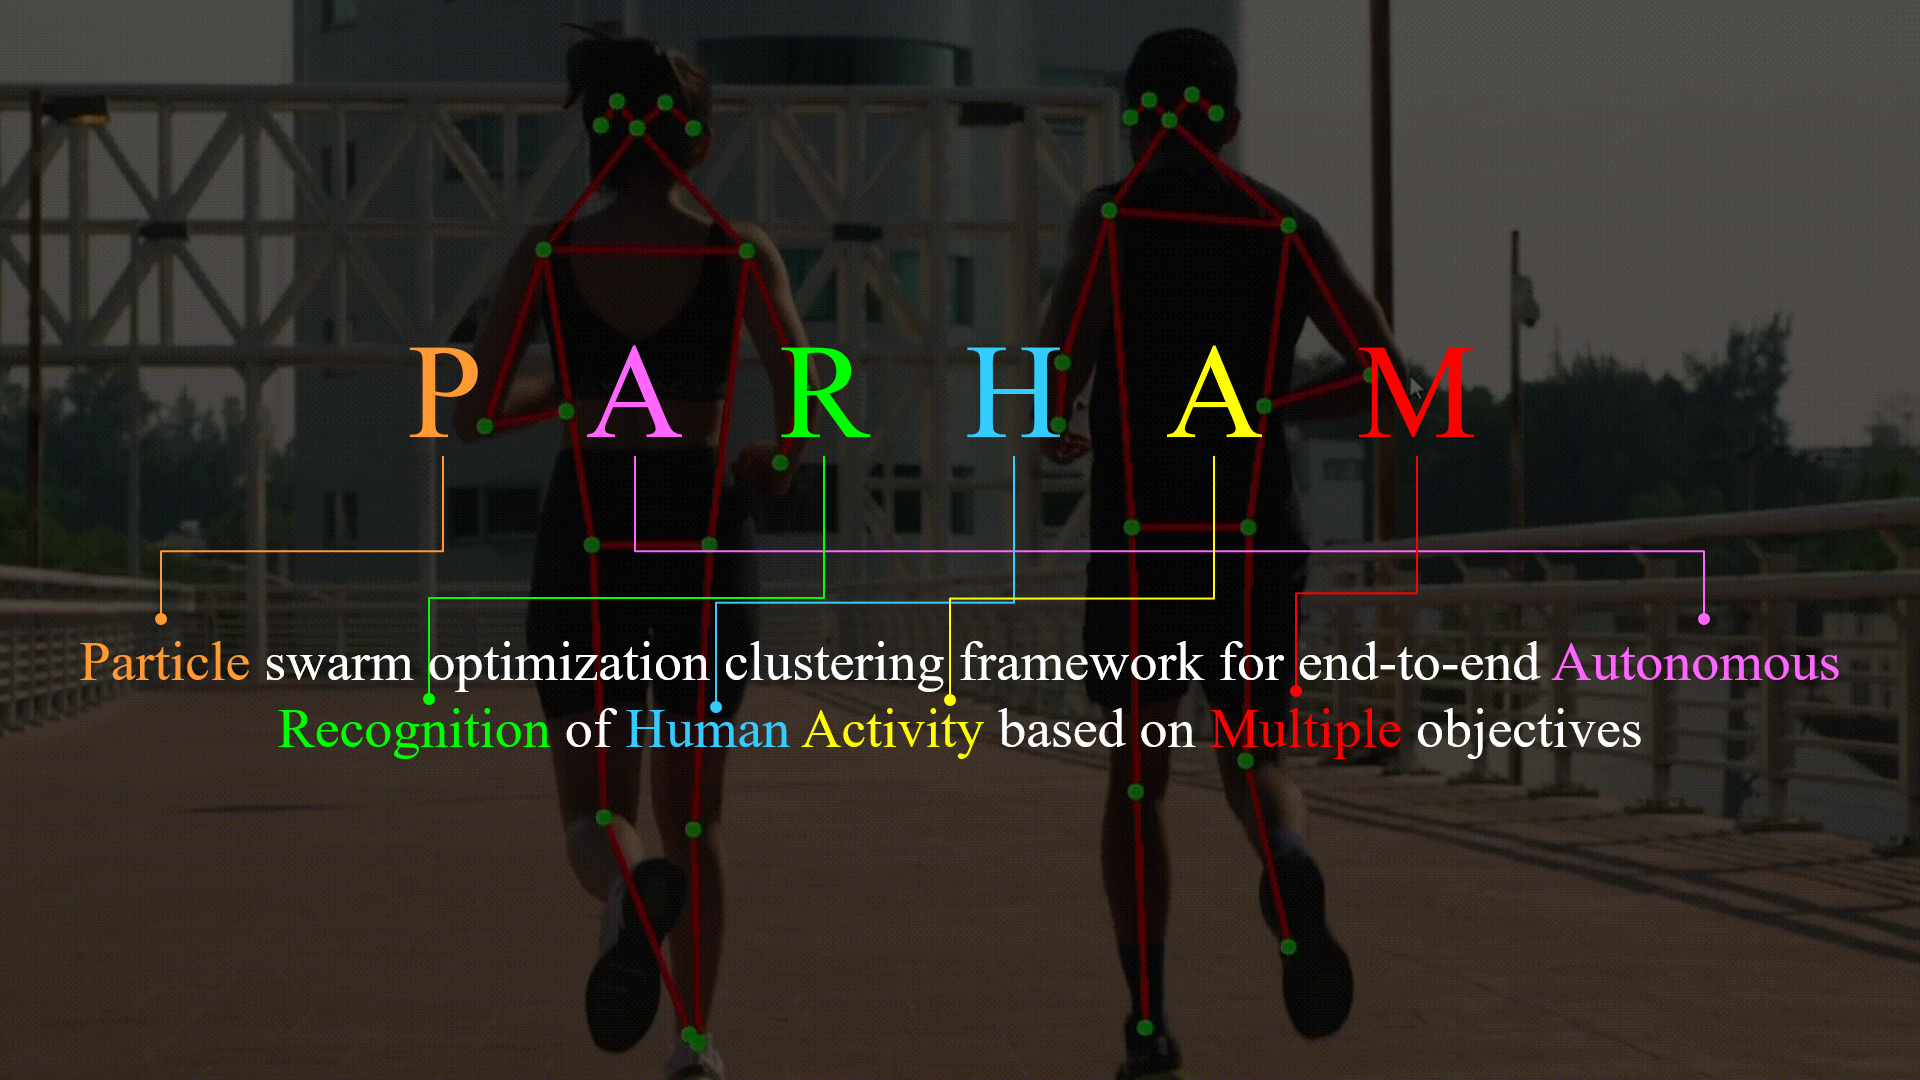 P A R H A M
Particle swarm optimization clustering framework for end-to-end Autonomous
Recognition of Human Activity based on Multiple objectives